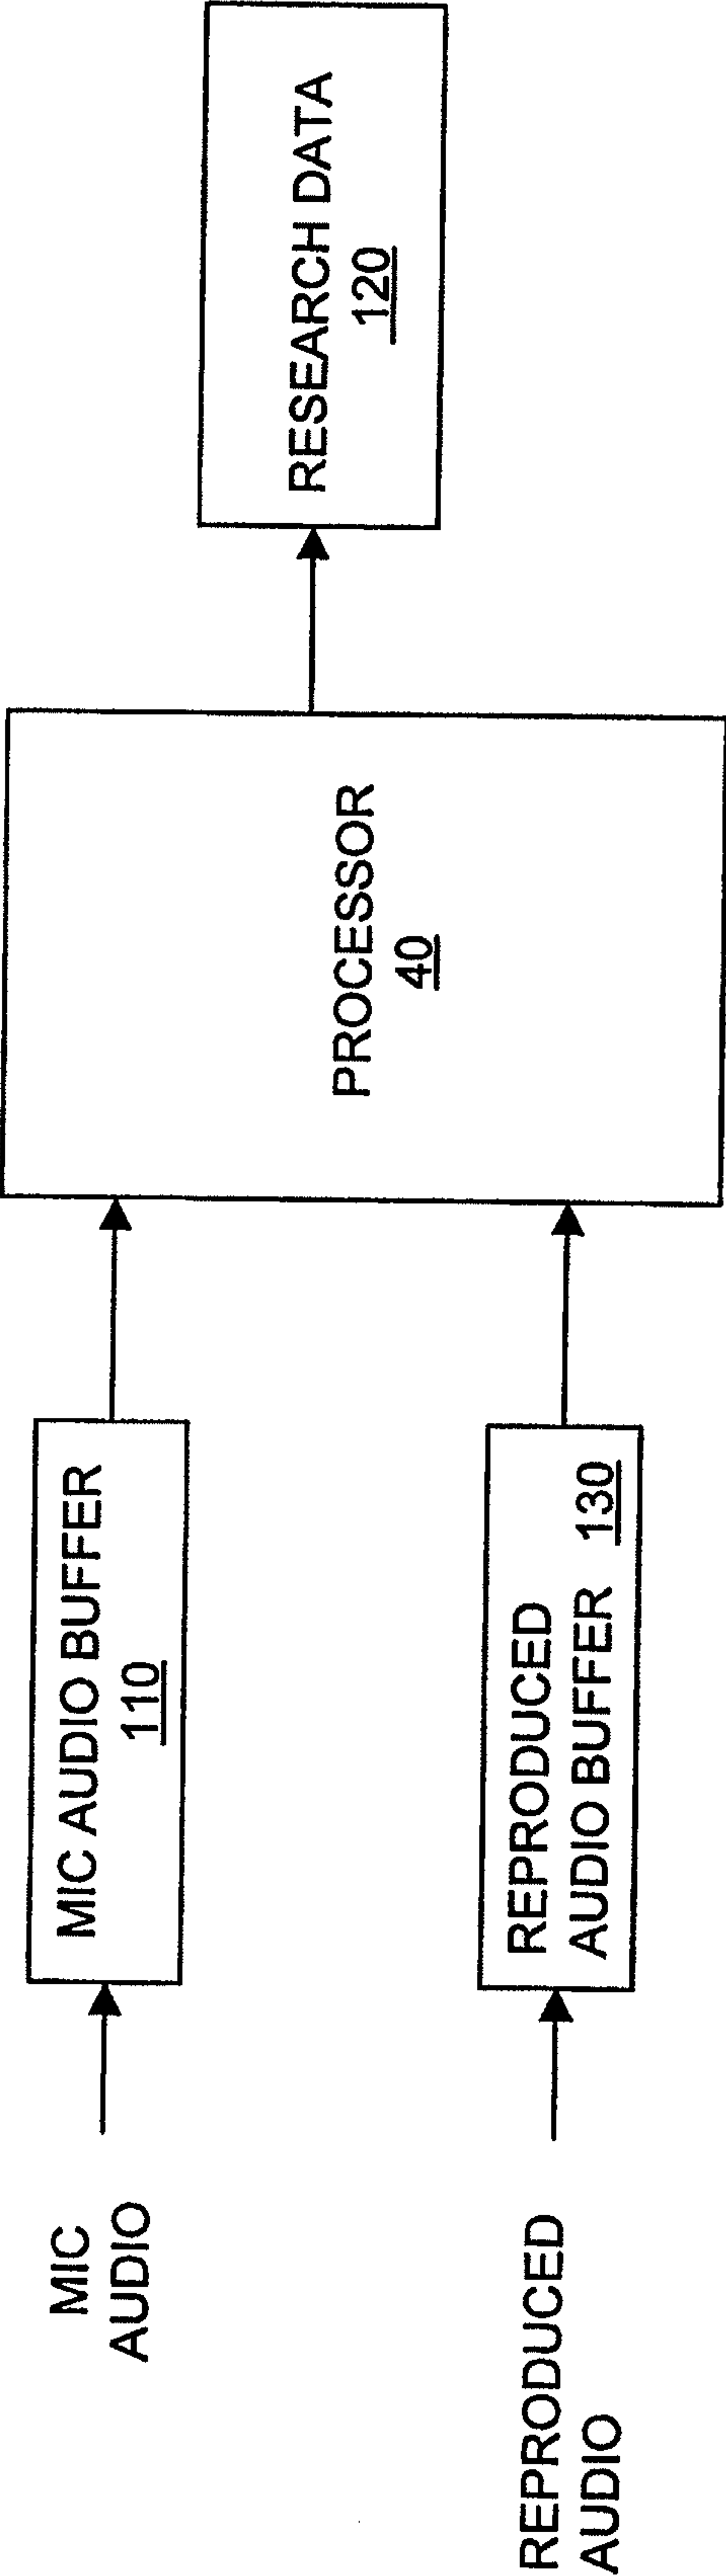 MIC
AUDIO
MIC AUDIO BUFFER
110
REPRODUCED
AUDIO
REPRODUCED
AUDIO BUFFER 130
PROCESSOR
40
RESEARCH DATA
120